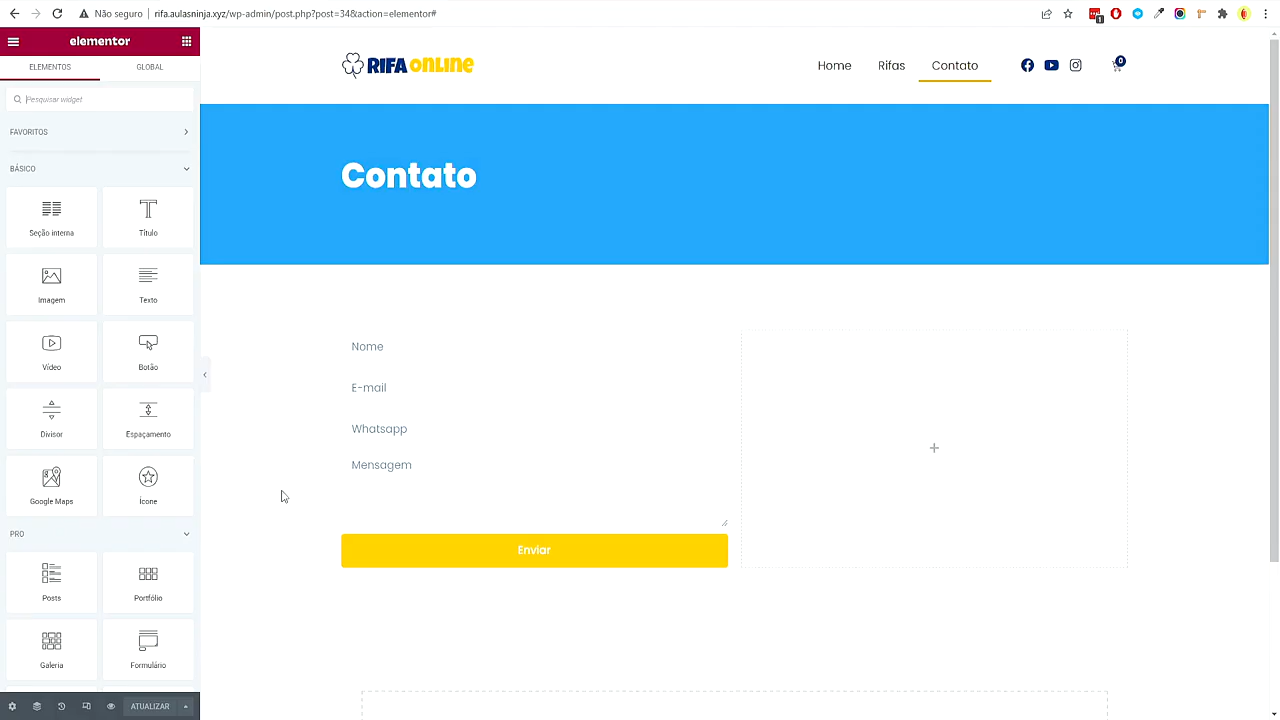 Não seguro
rifa.aulasninja.xyz/wp-admin/post.php?post=34&action=elementor#
1
elementor
ELEMENTOS
GLOBAL
Pesquisar widget
FAVORITOS
BÁSICO
Seção interna
Título
Imagem
Texto
Vídeo
Botão
Divisor
Espaçamento
Google Maps
Ícone
PRO
Posts
Portfólio
Galeria
Formulário
ATUALIZAR
RIFA ONLINE
Home
Rifas
Contato
0
Contato
Nome
E-mail
Whatsapp
Mensagem
Enviar